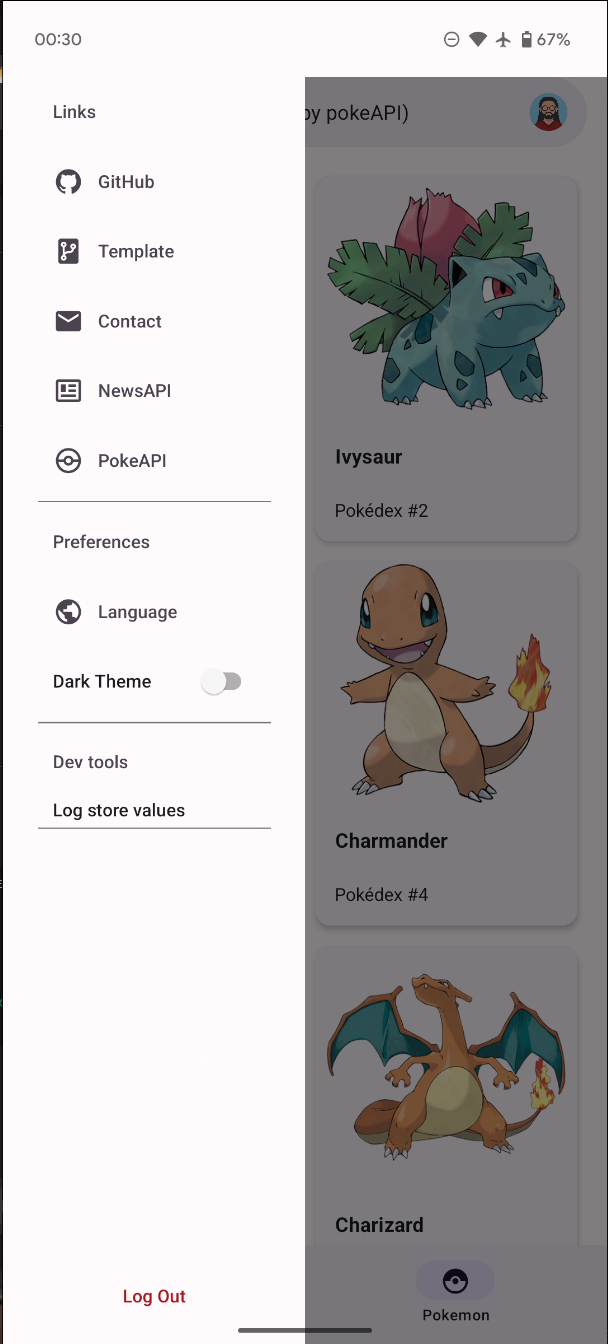 00:30
67%
Links
GitHub
Template
Contact
NewsAPI
PokeAPI
Preferences
Language
Dark Theme
Dev tools
Log store values
Log Out
by pokeAPI)
Ivysaur
Pokédex #2
Charmander
Pokédex #4
Charizard
Pokemon